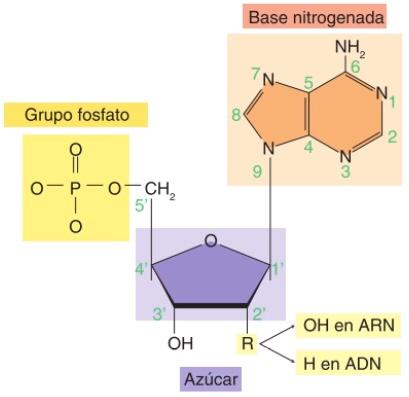 Base nitrogenada
NH2
6
7
N
5
N
1
8
2
N
4
N
9
3
Grupo fosfato
O
O
P
O
CH2
5'
O
O
4'
1'
3'
2'
OH
R
OH en ARN
H en ADN
Azúcar